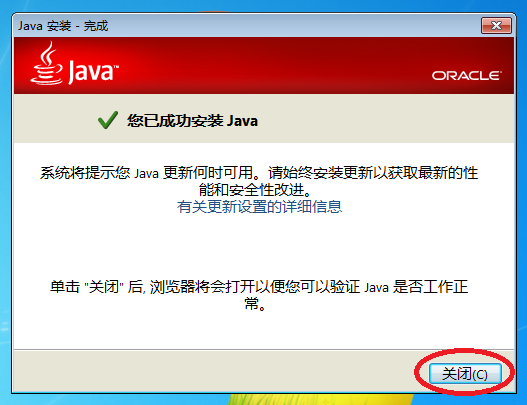 Java 安装 - 完成
Java™
ORACLE®
您已成功安装 Java
系统将提示您 Java 更新何时可用。请始终安装更新以获取最新的性
能和安全性改进。
有关更新设置的详细信息
单击 "关闭" 后, 浏览器将会打开以便您可以验证 Java 是否工作正
常。
关闭(C)